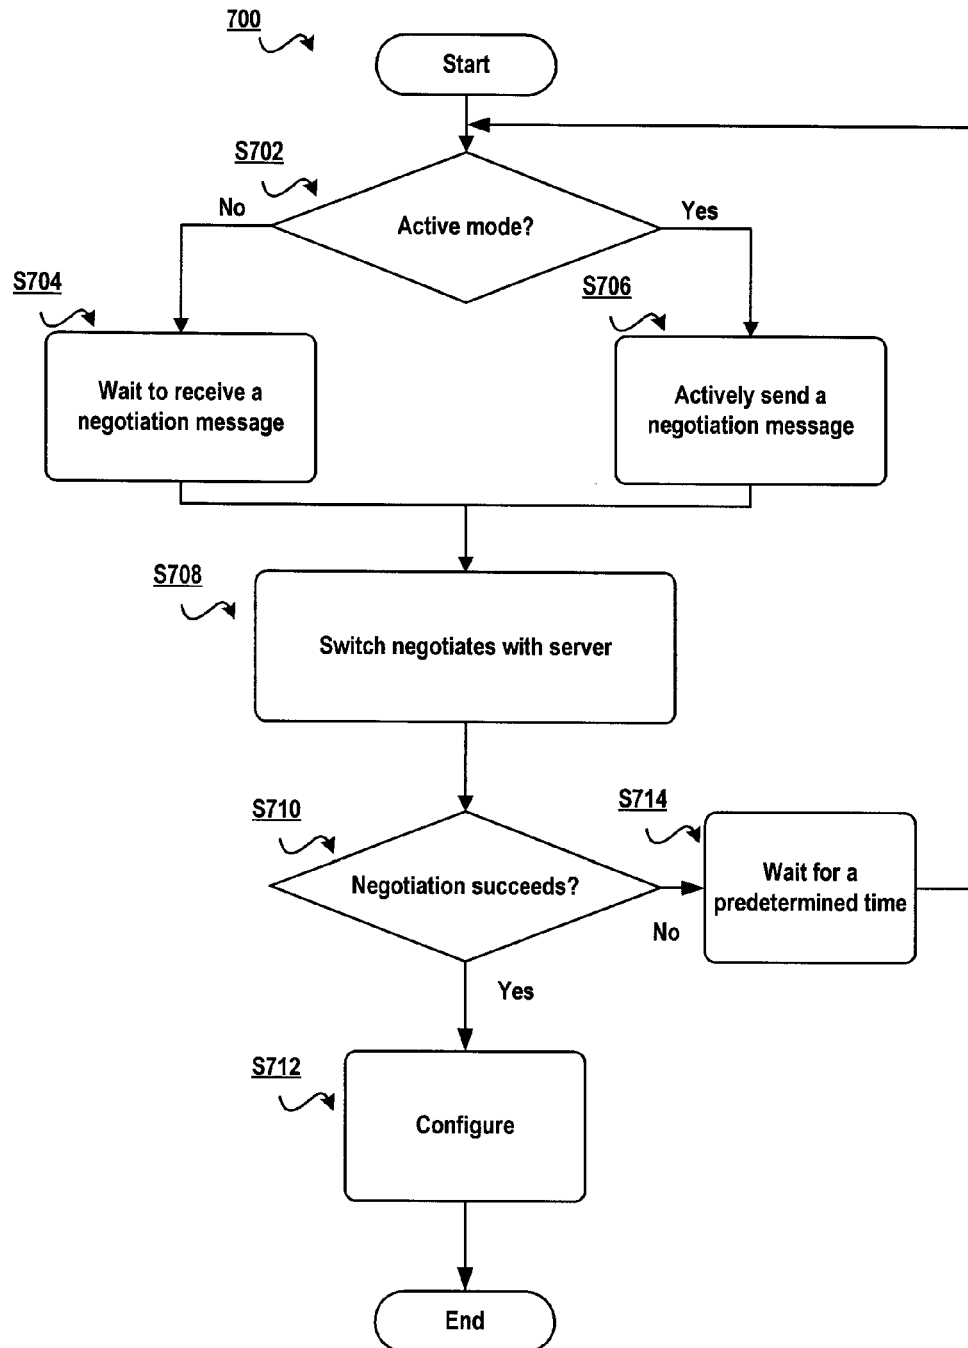 700
Start
S702
No
Active mode?
Yes
S704
S706
Wait to receive a
negotiation message
Actively send a
negotiation message
S708
Switch negotiates with server
S710
S714
Negotiation succeeds?
Wait for a
predetermined time
No
Yes
S712
Configure
End